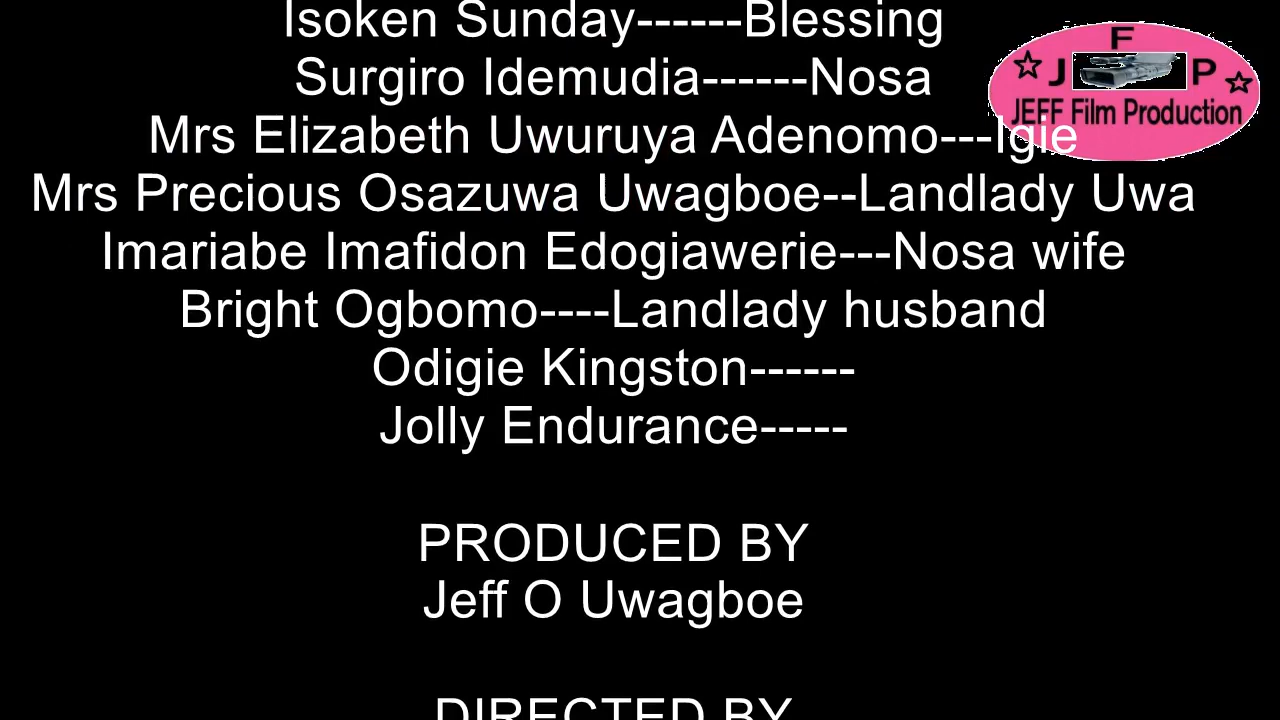 Isoken Sunday------Blessing
Surgiro Idemudia------Nosa
Mrs Elizabeth Uwuruya Adenomo---Igie
Mrs Precious Osazuwa Uwagboe--Landlady Uwa
Imariabe Imafidon Edogiawerie---Nosa wife
Bright Ogbomo----Landlady husband
Odigie Kingston------
Jolly Endurance-----
PRODUCED BY
Jeff O Uwagboe
DIRECTED BY
F
J P
JEFF Film Production